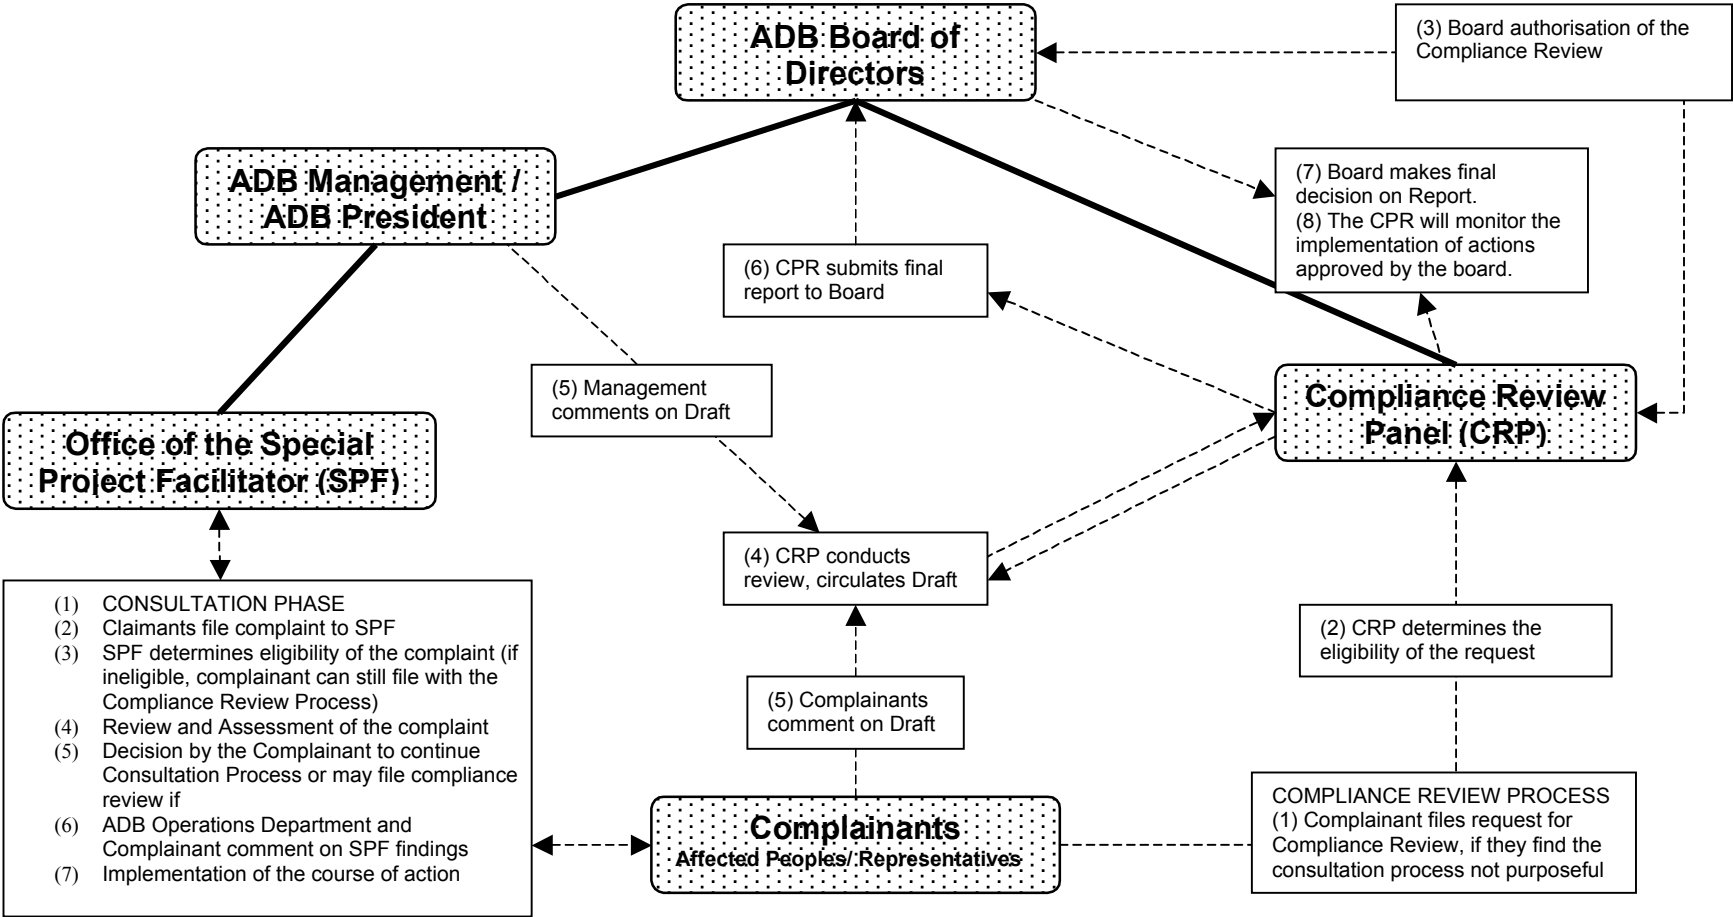 ADB Board of
Directors
(3) Board authorisation of the
Compliance Review
ADB Management /
ADB President
(7) Board makes final
decision on Report.
(8) The CPR will monitor the
implementation of actions
approved by the board.
(6) CPR submits final
report to Board
(5) Management
comments on Draft
Compliance Review
Panel (CRP)
Office of the Special
Project Facilitator (SPF)
(4) CRP conducts
review, circulates Draft
(1) CONSULTATION PHASE
(2) Claimants file complaint to SPF
(3) SPF determines eligibility of the complaint (if
ineligible, complainant can still file with the
Compliance Review Process)
(4) Review and Assessment of the complaint
(5) Decision by the Complainant to continue
Consultation Process or may file compliance
review if
(6) ADB Operations Department and
Complainant comment on SPF findings
(7) Implementation of the course of action
(2) CRP determines the
eligibility of the request
(5) Complainants
comment on Draft
Complainants
Affected Peoples/ Representatives
COMPLIANCE REVIEW PROCESS
(1) Complainant files request for
Compliance Review, if they find the
consultation process not purposeful